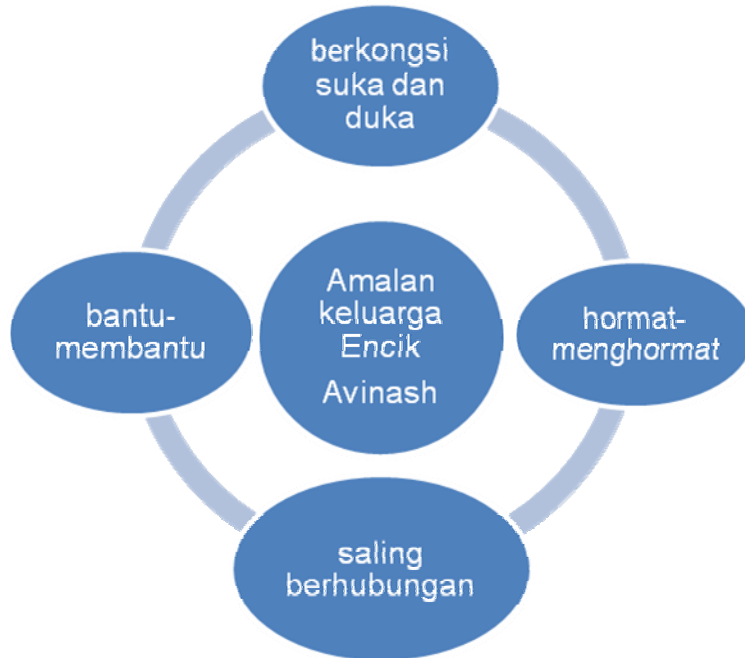 berkongsi
suka dan
duka
Amalan
keluarga
Encik
Avinash
bantu-
membantu
hormat-
menghormat
saling
berhubungan